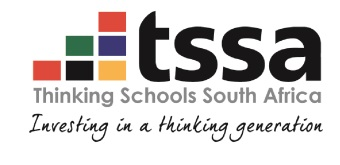 tssa
Thinking Schools South Africa
Investing in a thinking generation